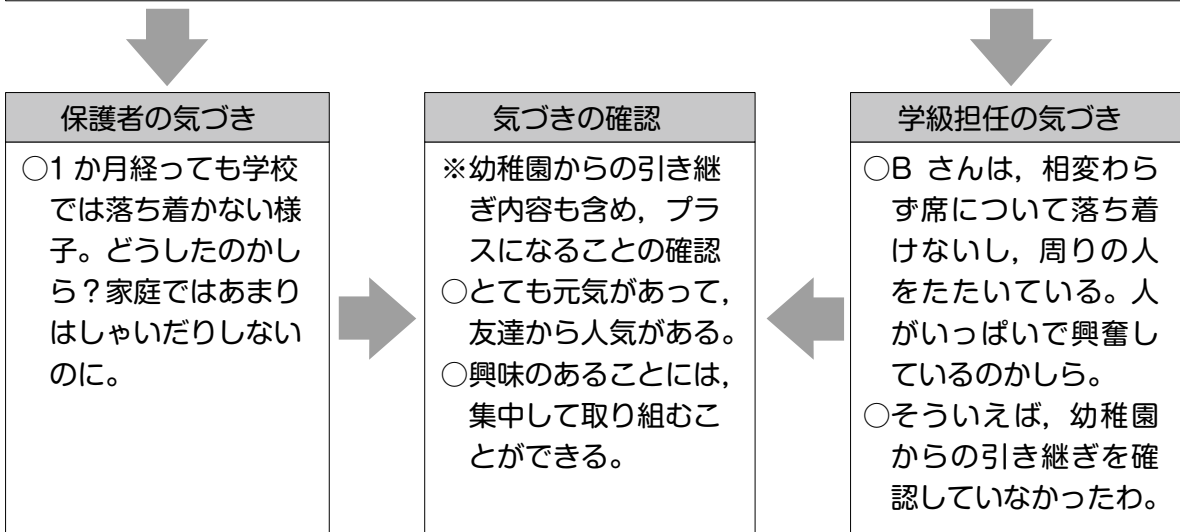 保護者の気づき
○1か月経っても学校
では落ち着かない様
子。どうしたのかし
ら？家庭ではあまり
はしゃいだりしない
のに。
気づきの確認
※幼稚園からの引き継
ぎ内容も含め，プラ
スになることの確認
○とても元気があって，
友達から人気がある。
○興味のあることには，
集中して取り組むこ
とができる。
学級担任の気づき
○B さんは，相変わら
ず席について落ち着
けないし，周りの人
をたたいている。人
がいっぱいで興奮し
ているのかしら。
○そういえば，幼稚園
からの引き継ぎを確
認していなかったわ。